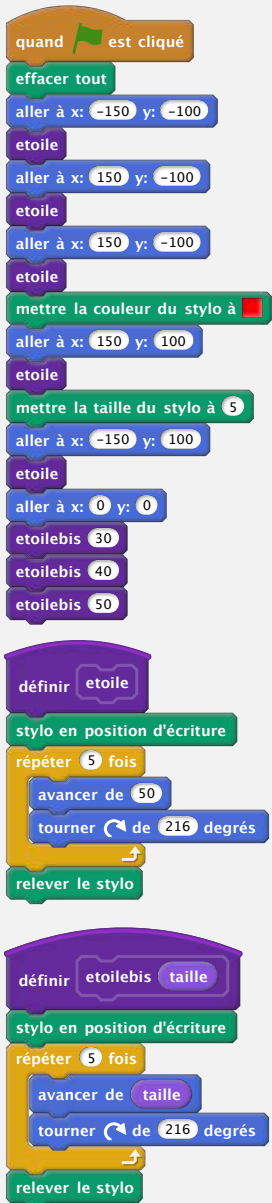 quand est cliqué
effacer tout
aller à x: -150 y: -100
etoile
aller à x: 150 y: -100
etoile
aller à x: 150 y: -100
etoile
mettre la couleur du stylo à
aller à x: 150 y: 100
etoile
mettre la taille du stylo à 5
aller à x: -150 y: 100
etoile
aller à x: 0 y: 0
etoilebis 30
etoilebis 40
etoilebis 50
définir etoile
stylo en position d'écriture
répéter 5 fois
avancer de 50
tourner de 216 degrés
relever le stylo
définir etoilebis taille
stylo en position d'écriture
répéter 5 fois
avancer de taille
tourner de 216 degrés
relever le stylo